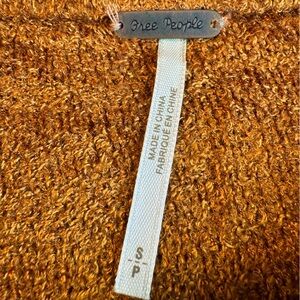 Free People
MADE IN CHINA
FABRIQUÉ EN CHINE
S/P